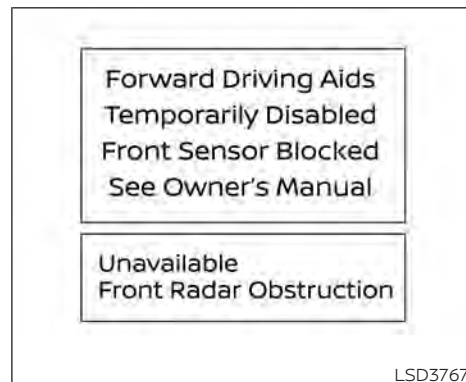 Forward Driving Aids
Temporarily Disabled
Front Sensor Blocked
See Owner's Manual
Unavailable
Front Radar Obstruction
LSD3767